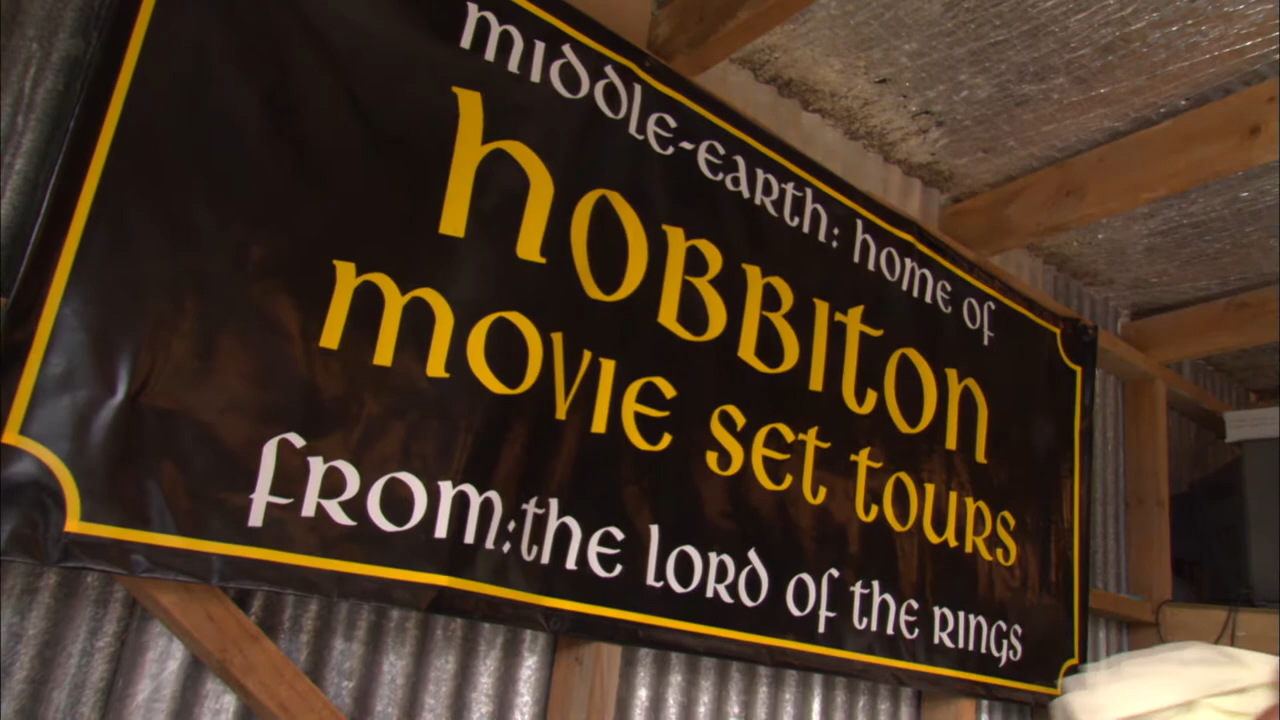 middle-earth: home of
hobbiton
movie set tours
from: the lord of the rings